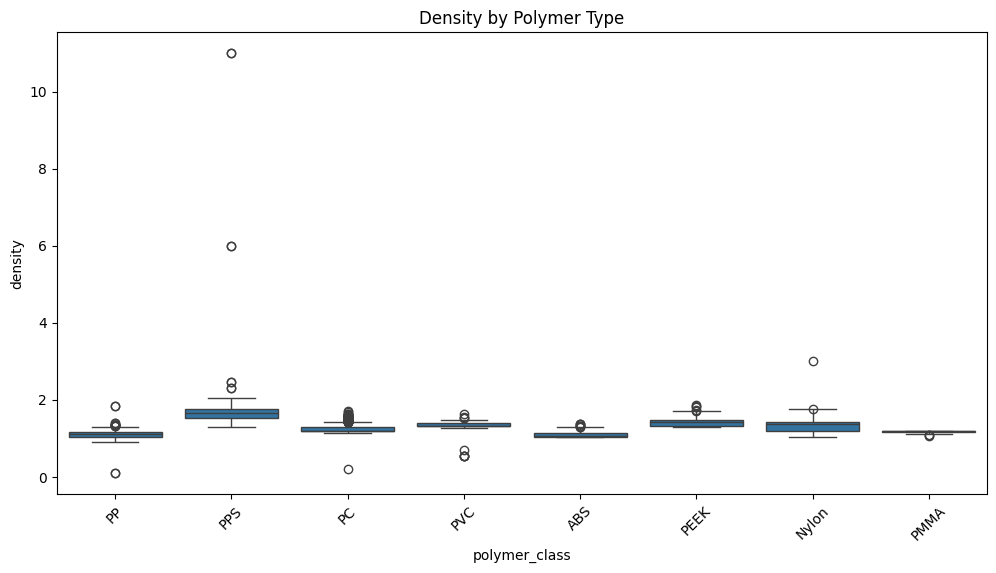 Density by Polymer Type
density
10
8
6
4
2
0
PP
PPS
PC
PVC
ABS
PEEK
Nylon
PMMA
polymer_class